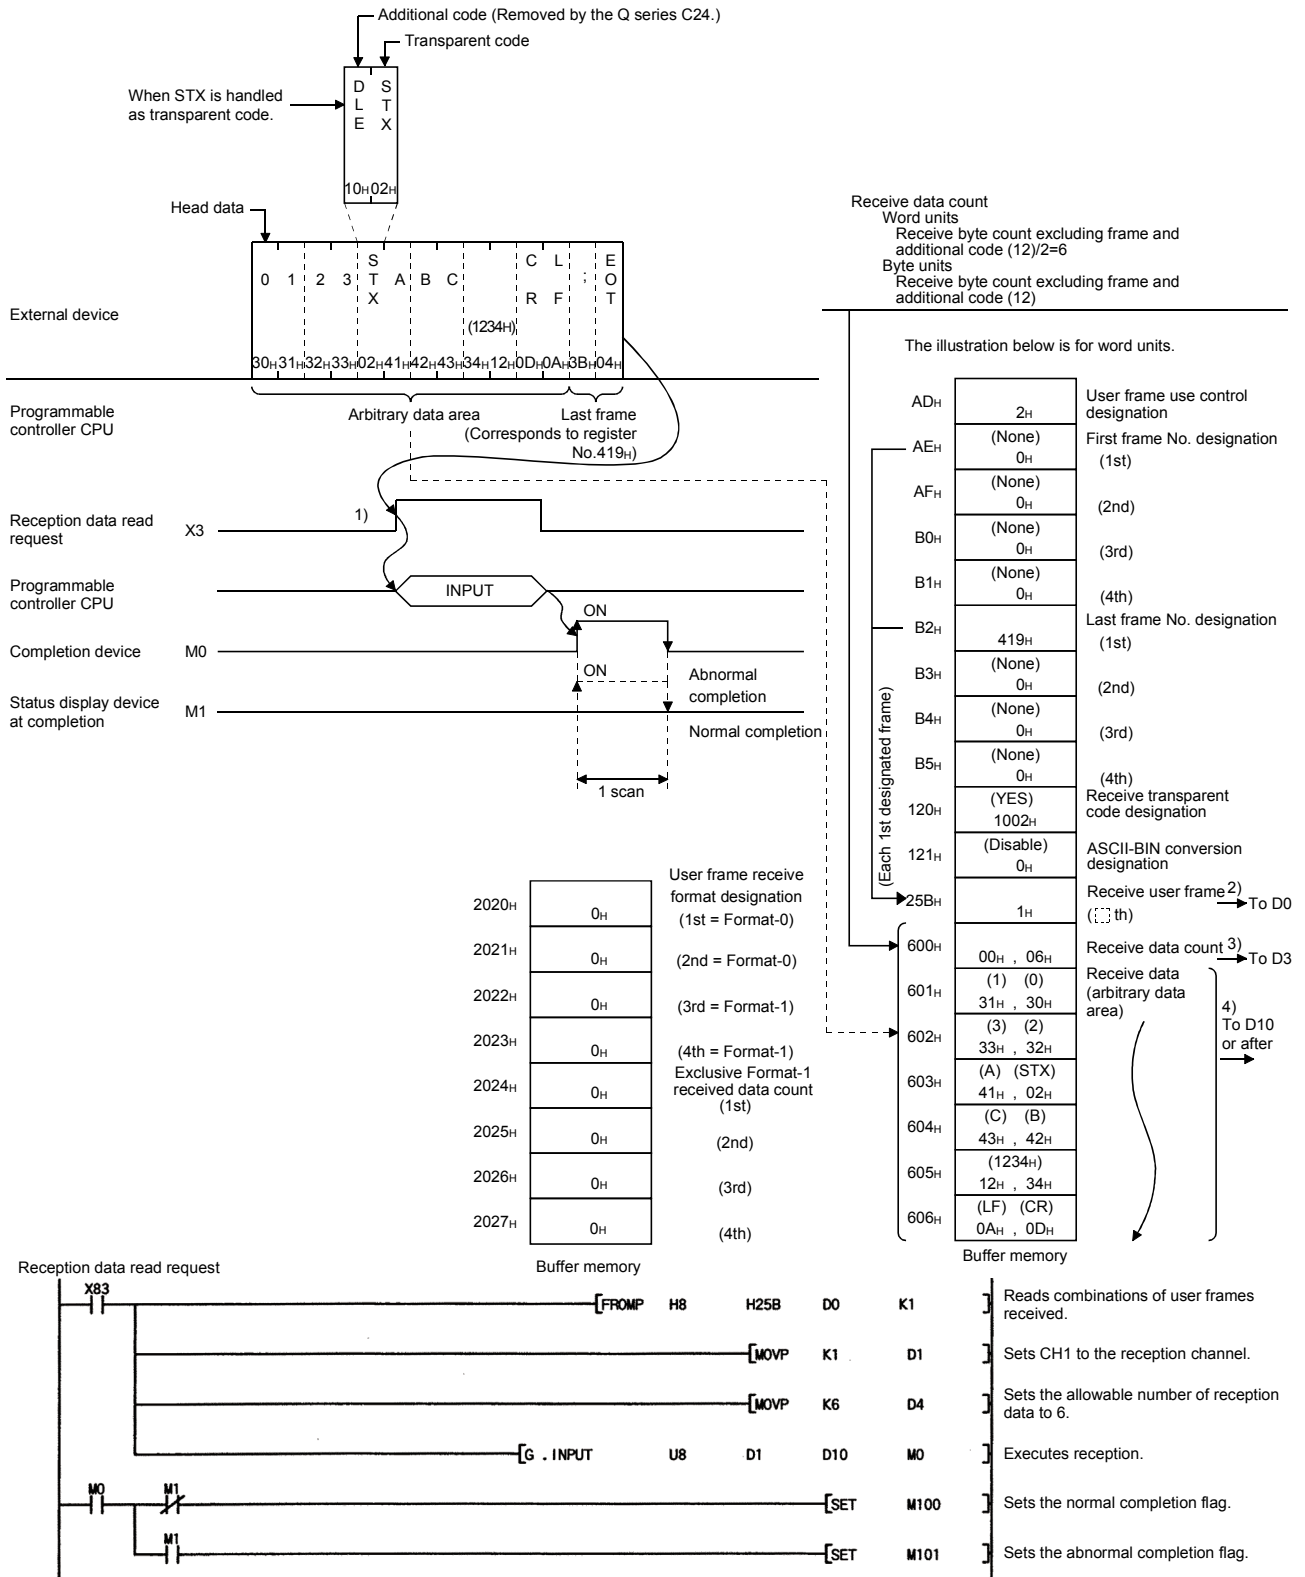 Additional code (Removed by the Q series C24.)
Transparent code
When STX is handled
as transparent code.
D S
L T
E X
10H 02H
Head data
0 1 2 3 STX A B C CR LF ; EOT
(1234H)
30H 31H 32H 33H 02H 41H 42H 43H 34H 12H 0DH 0AH 3BH 04H
External device
Programmable
controller CPU
Arbitrary data area
Last frame
(Corresponds to register
No.419H)
Reception data read
request
X3
1)
Programmable
controller CPU
INPUT
Completion device
M0
ON
Status display device
at completion
M1
ON
Abnormal
completion
Normal completion
1 scan
Receive data count
Word units
Receive byte count excluding frame and
additional code (12)/2=6
Byte units
Receive byte count excluding frame and
additional code (12)
The illustration below is for word units.
ADH
2H
User frame use control
designation
AEH
(None)
0H
First frame No. designation
(1st)
AFH
(None)
0H
(2nd)
B0H
(None)
0H
(3rd)
B1H
(None)
0H
(4th)
B2H
419H
Last frame No. designation
(1st)
B3H
(None)
0H
(2nd)
B4H
(None)
0H
(3rd)
B5H
(None)
0H
(4th)
120H
(YES)
1002H
Receive transparent
code designation
121H
(Disable)
0H
ASCII-BIN conversion
designation
(Each 1st designated frame)
25BH
1H
Receive user frame
( th)
2)
To D0
600H
00H , 06H
Receive data count
3)
To D3
601H
(1) (0)
31H , 30H
Receive data
(arbitrary data
area)
4)
To D10
or after
602H
(3) (2)
33H , 32H
603H
(A) (STX)
41H , 02H
604H
(C) (B)
43H , 42H
605H
(1234H)
12H , 34H
606H
(LF) (CR)
0AH , 0DH
Buffer memory
User frame receive
format designation
2020H
0H
(1st = Format-0)
2021H
0H
(2nd = Format-0)
2022H
0H
(3rd = Format-1)
2023H
0H
(4th = Format-1)
Exclusive Format-1
received data count
2024H
0H
(1st)
2025H
0H
(2nd)
2026H
0H
(3rd)
2027H
0H
(4th)
Buffer memory
Reception data read request
X83
[FROMP H8 H25B D0 K1 ]
Reads combinations of user frames
received.
[MOVP K1 D1 ]
Sets CH1 to the reception channel.
[MOVP K6 D4 ]
Sets the allowable number of reception
data to 6.
[G . INPUT U8 D1 D10 M0 ]
Executes reception.
M0 M1
[SET M100 ]
Sets the normal completion flag.
M1
[SET M101 ]
Sets the abnormal completion flag.